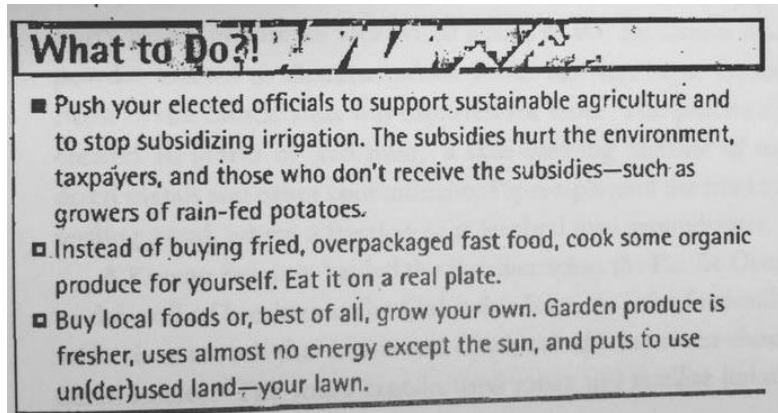 What to Do?!
■ Push your elected officials to support sustainable agriculture and
to stop subsidizing irrigation. The subsidies hurt the environment,
taxpayers, and those who don't receive the subsidies—such as
growers of rain-fed potatoes.
◘ Instead of buying fried, overpackaged fast food, cook some organic
produce for yourself. Eat it on a real plate.
◘ Buy local foods or, best of all, grow your own. Garden produce is
fresher, uses almost no energy except the sun, and puts to use
un(der)used land—your lawn.